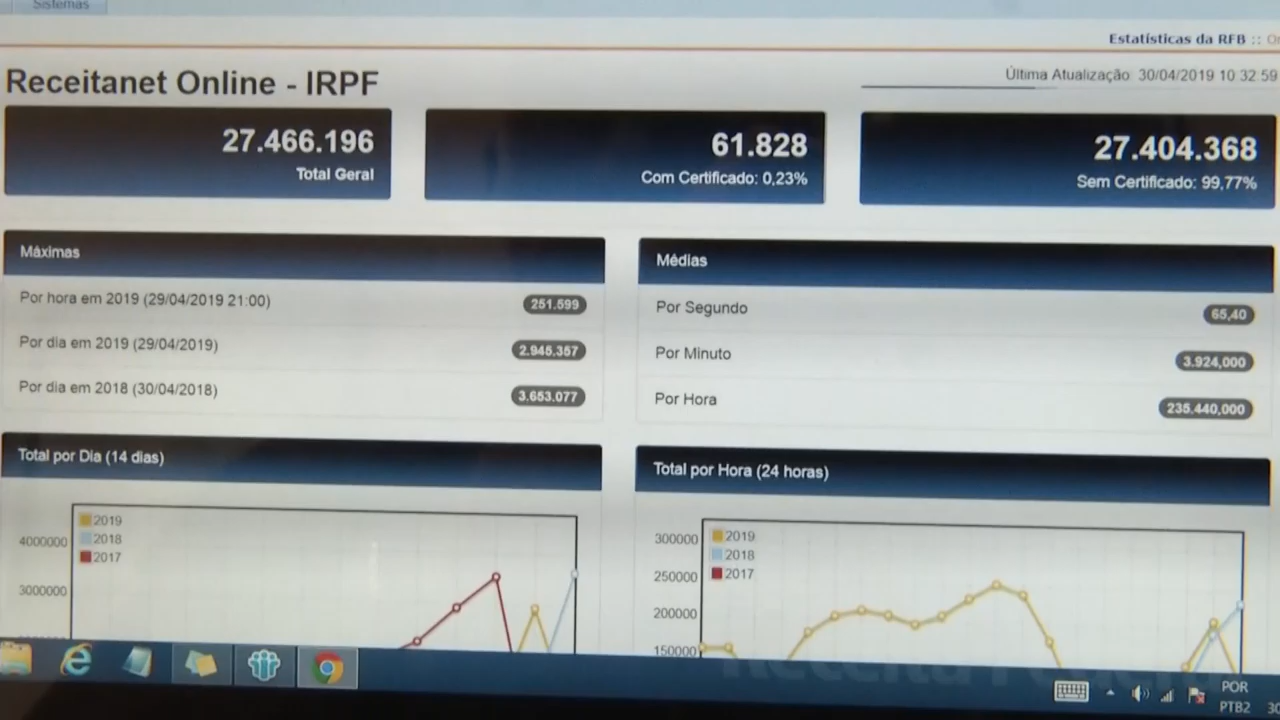 Sistemas
Estatísticas da RFB ::
Receitanet Online - IRPF
Última Atualização: 30/04/2019 10:32:59
27.466.196
Total Geral
61.828
Com Certificado: 0,23%
27.404.368
Sem Certificado: 99,77%
Máximas
Por hora em 2019 (29/04/2019 21:00) 251.599
Por dia em 2019 (29/04/2019) 2.945.357
Por dia em 2018 (30/04/2018) 3.653.077
Médias
Por Segundo 65,40
Por Minuto 3.924,000
Por Hora 235.440,000
Total por Dia (14 dias)
2019
2018
2017
4000000
3000000
Total por Hora (24 horas)
2019
2018
2017
300000
250000
200000
150000
Receita Federal
POR
PTB2